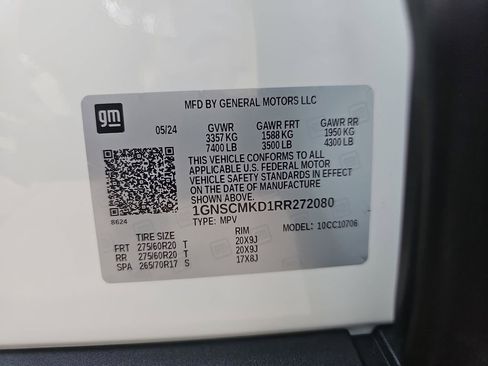 gm
MFD BY GENERAL MOTORS LLC
05/24 GVWR GAWR FRT GAWR RR
3357 KG 1588 KG 1950 KG
7400 LB 3500 LB 4300 LB
THIS VEHICLE CONFORMS TO ALL
APPLICABLE U.S. FEDERAL MOTOR
VEHICLE SAFETY STANDARDS IN EFFECT
ON THE DATE OF MANUFACTURE
SHOWN ABOVE.
1GNSCMKD1RR272080
8624
TYPE: MPV MODEL: 10CC10706
TIRE SIZE RIM
FRT 275/60R20 T 20X9J
RR 275/60R20 T 20X9J
SPA 265/70R17 S 17X8J